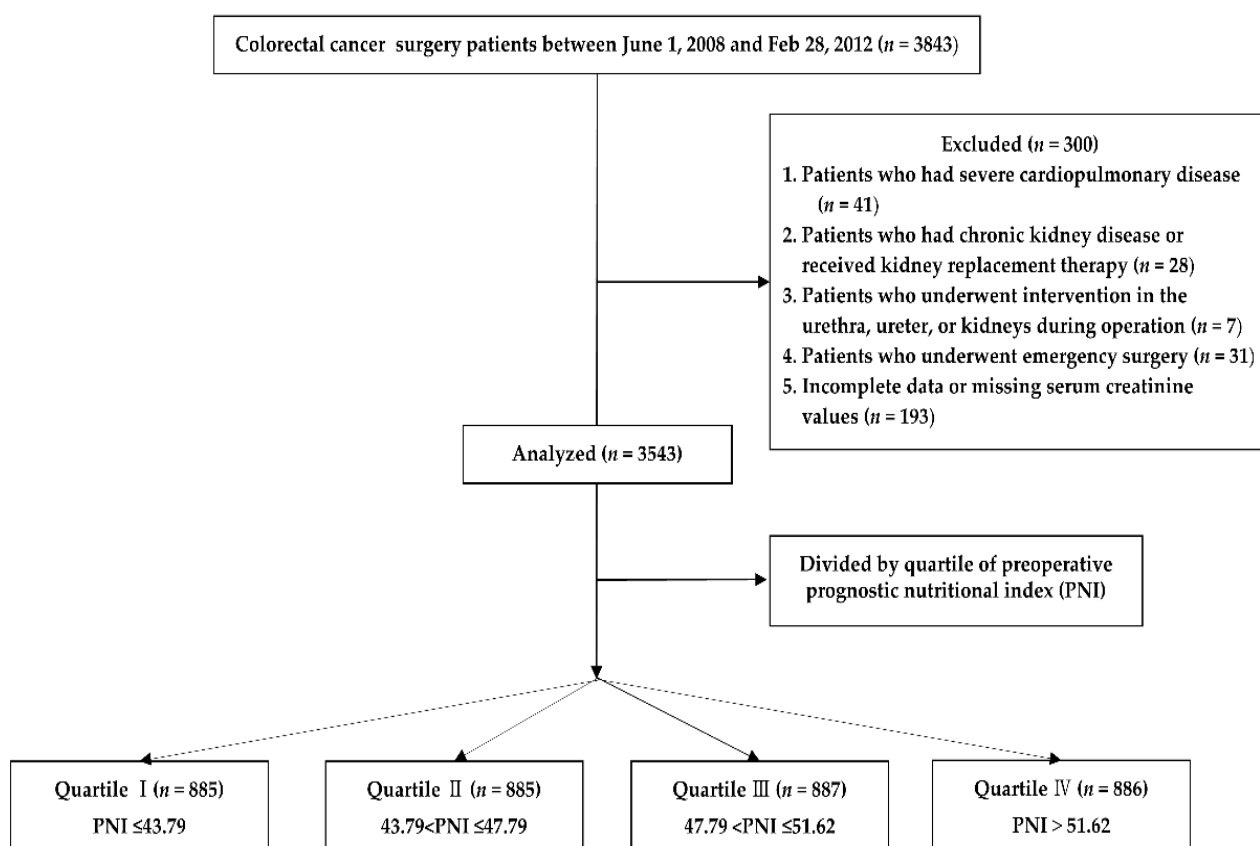 Colorectal cancer surgery patients between June 1, 2008 and Feb 28, 2012 (n = 3843)
Excluded (n = 300)
1. Patients who had severe cardiopulmonary disease
(n = 41)
2. Patients who had chronic kidney disease or
received kidney replacement therapy (n = 28)
3. Patients who underwent intervention in the
urethra, ureter, or kidneys during operation (n = 7)
4. Patients who underwent emergency surgery (n = 31)
5. Incomplete data or missing serum creatinine
values (n = 193)
Analyzed (n = 3543)
Divided by quartile of preoperative
prognostic nutritional index (PNI)
Quartile Ⅰ (n = 885)
PNI ≤43.79
Quartile Ⅱ (n = 885)
43.79<PNI ≤47.79
Quartile Ⅲ (n = 887)
47.79 <PNI ≤51.62
Quartile Ⅳ (n = 886)
PNI > 51.62